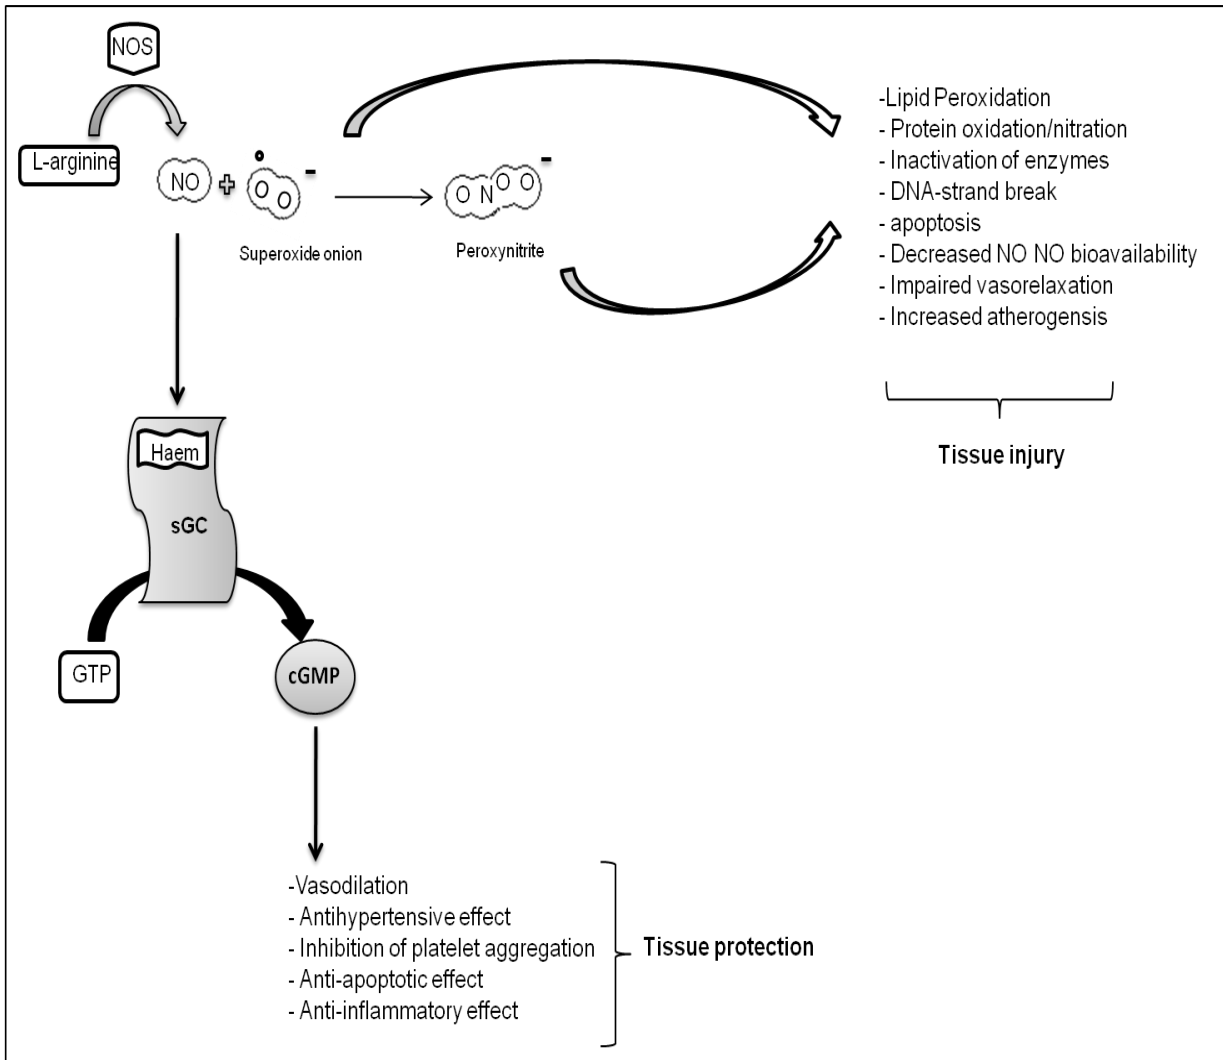 NOS
L-arginine
NO
O O
-
Superoxide onion
O N O O
-
Peroxynitrite
-Lipid Peroxidation
- Protein oxidation/nitration
- Inactivation of enzymes
- DNA-strand break
- apoptosis
- Decreased NO NO bioavailability
- Impaired vasorelaxation
- Increased atherogensis
Tissue injury
Haem
sGC
GTP
cGMP
-Vasodilation
- Antihypertensive effect
- Inhibition of platelet aggregation
- Anti-apoptotic effect
- Anti-inflammatory effect
Tissue protection